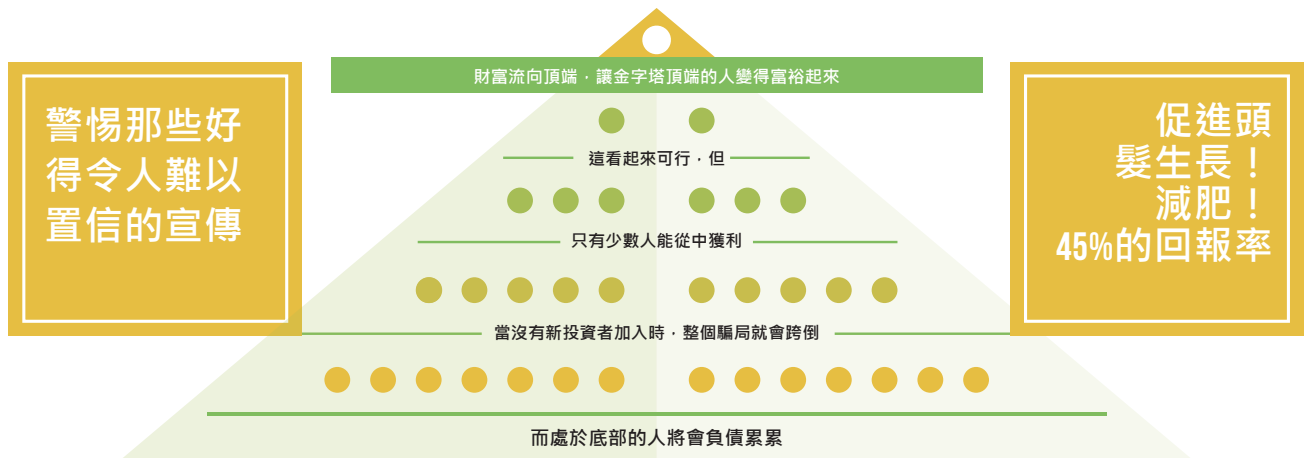 財富流向頂端，讓金字塔頂端的人變得富裕起來
警惕那些好
得令人難以
置信的宣傳
這看起來可行，但
只有少數人能從中獲利
當沒有新投資者加入時，整個騙局就會跨倒
而處於底部的人將會負債累累
促進頭
髮生長！
減肥！
45%的回報率